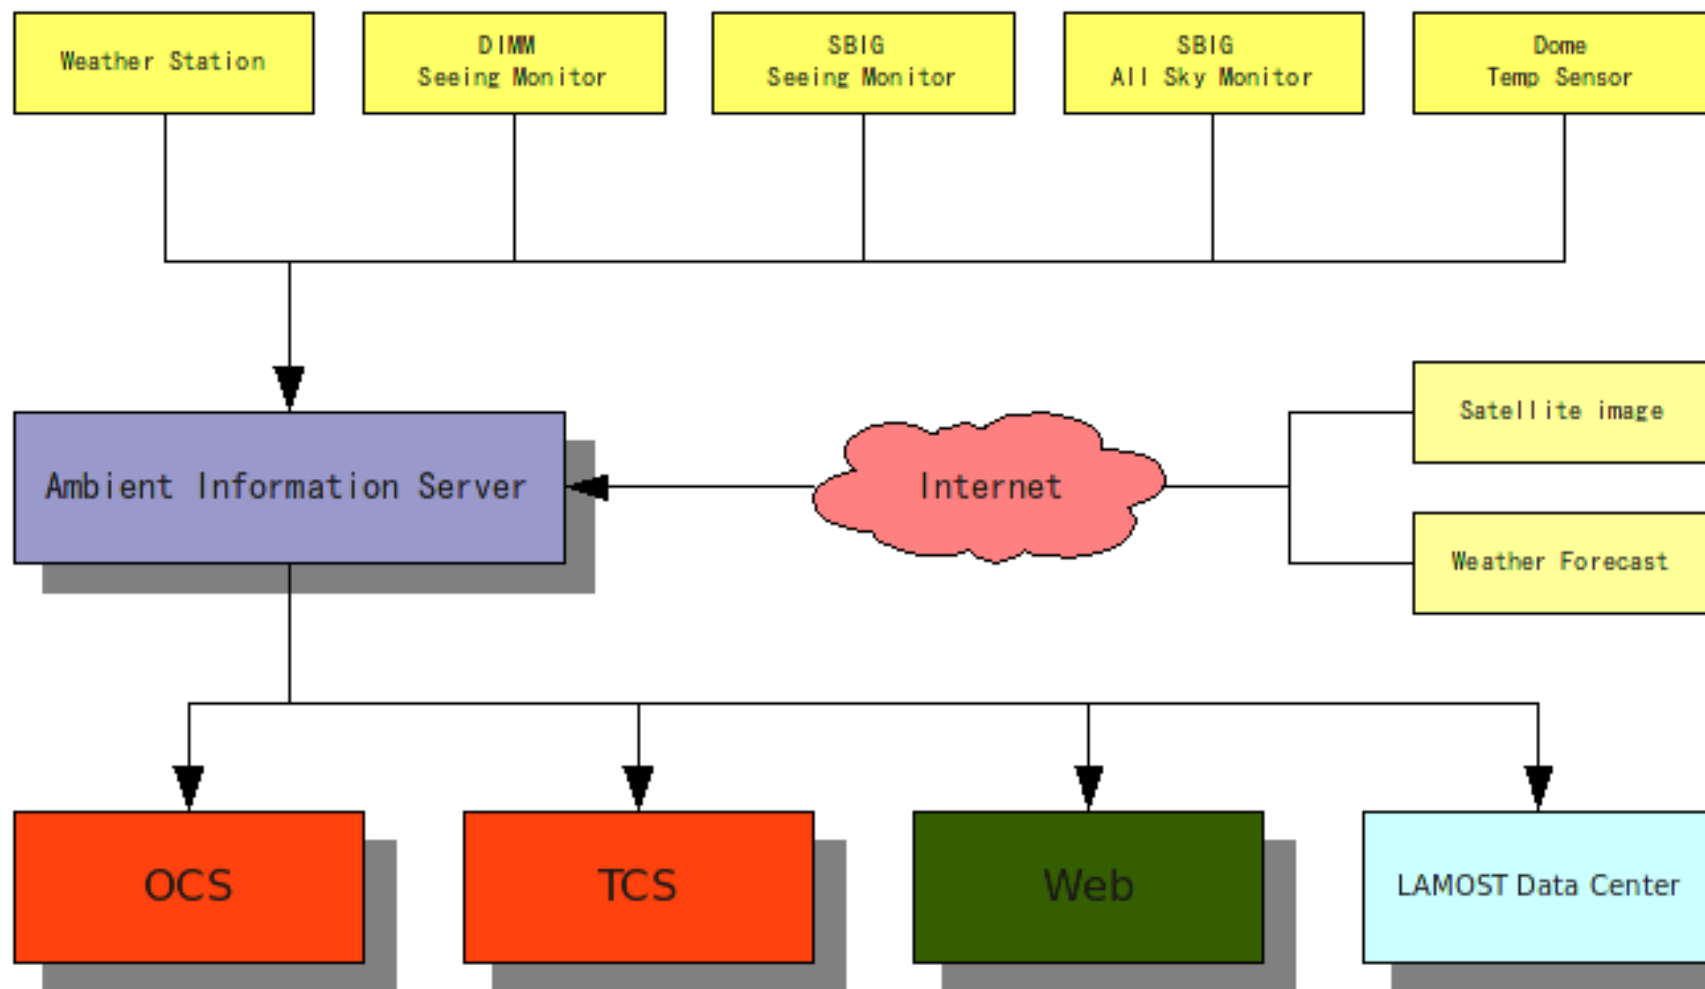 Weather Station
DIMM
Seeing Monitor
SBIG
Seeing Monitor
SBIG
All Sky Monitor
Dome
Temp Sensor
Ambient Information Server
Internet
Satellite image
Weather Forecast
OCS
TCS
Web
LAMOST Data Center